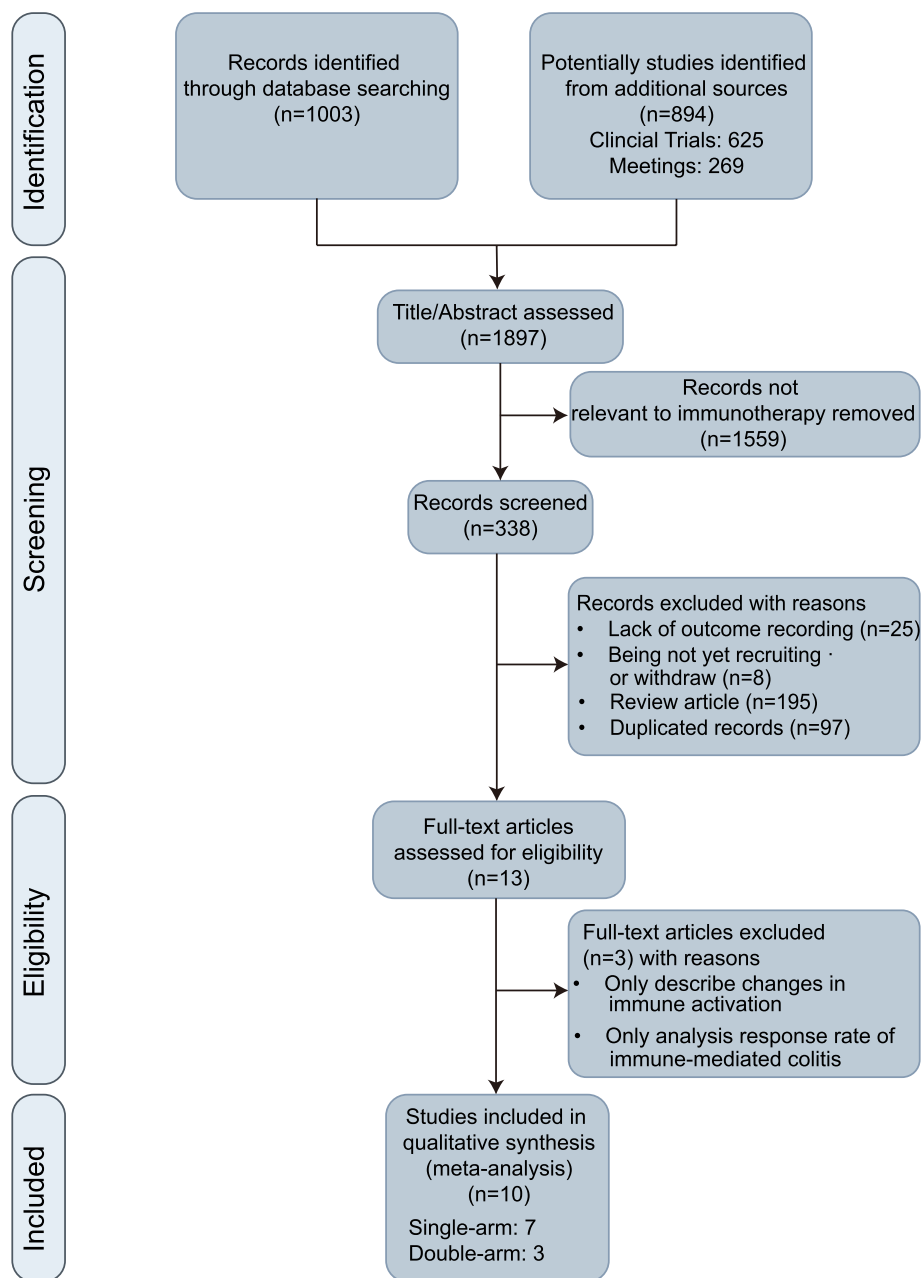 Identification
Records identified
through database searching
(n=1003)
Potentially studies identified
from additional sources
(n=894)
Clincial Trials: 625
Meetings: 269
Screening
Title/Abstract assessed
(n=1897)
Records not
relevant to immunotherapy removed
(n=1559)
Records screened
(n=338)
Records excluded with reasons
• Lack of outcome recording (n=25)
• Being not yet recruiting ·
or withdraw (n=8)
• Review article (n=195)
• Duplicated records (n=97)
Eligibility
Full-text articles
assessed for eligibility
(n=13)
Full-text articles excluded
(n=3) with reasons
• Only describe changes in
immune activation
• Only analysis response rate of
immune-mediated colitis
Included
Studies included in
qualitative synthesis
(meta-analysis)
(n=10)
Single-arm: 7
Double-arm: 3